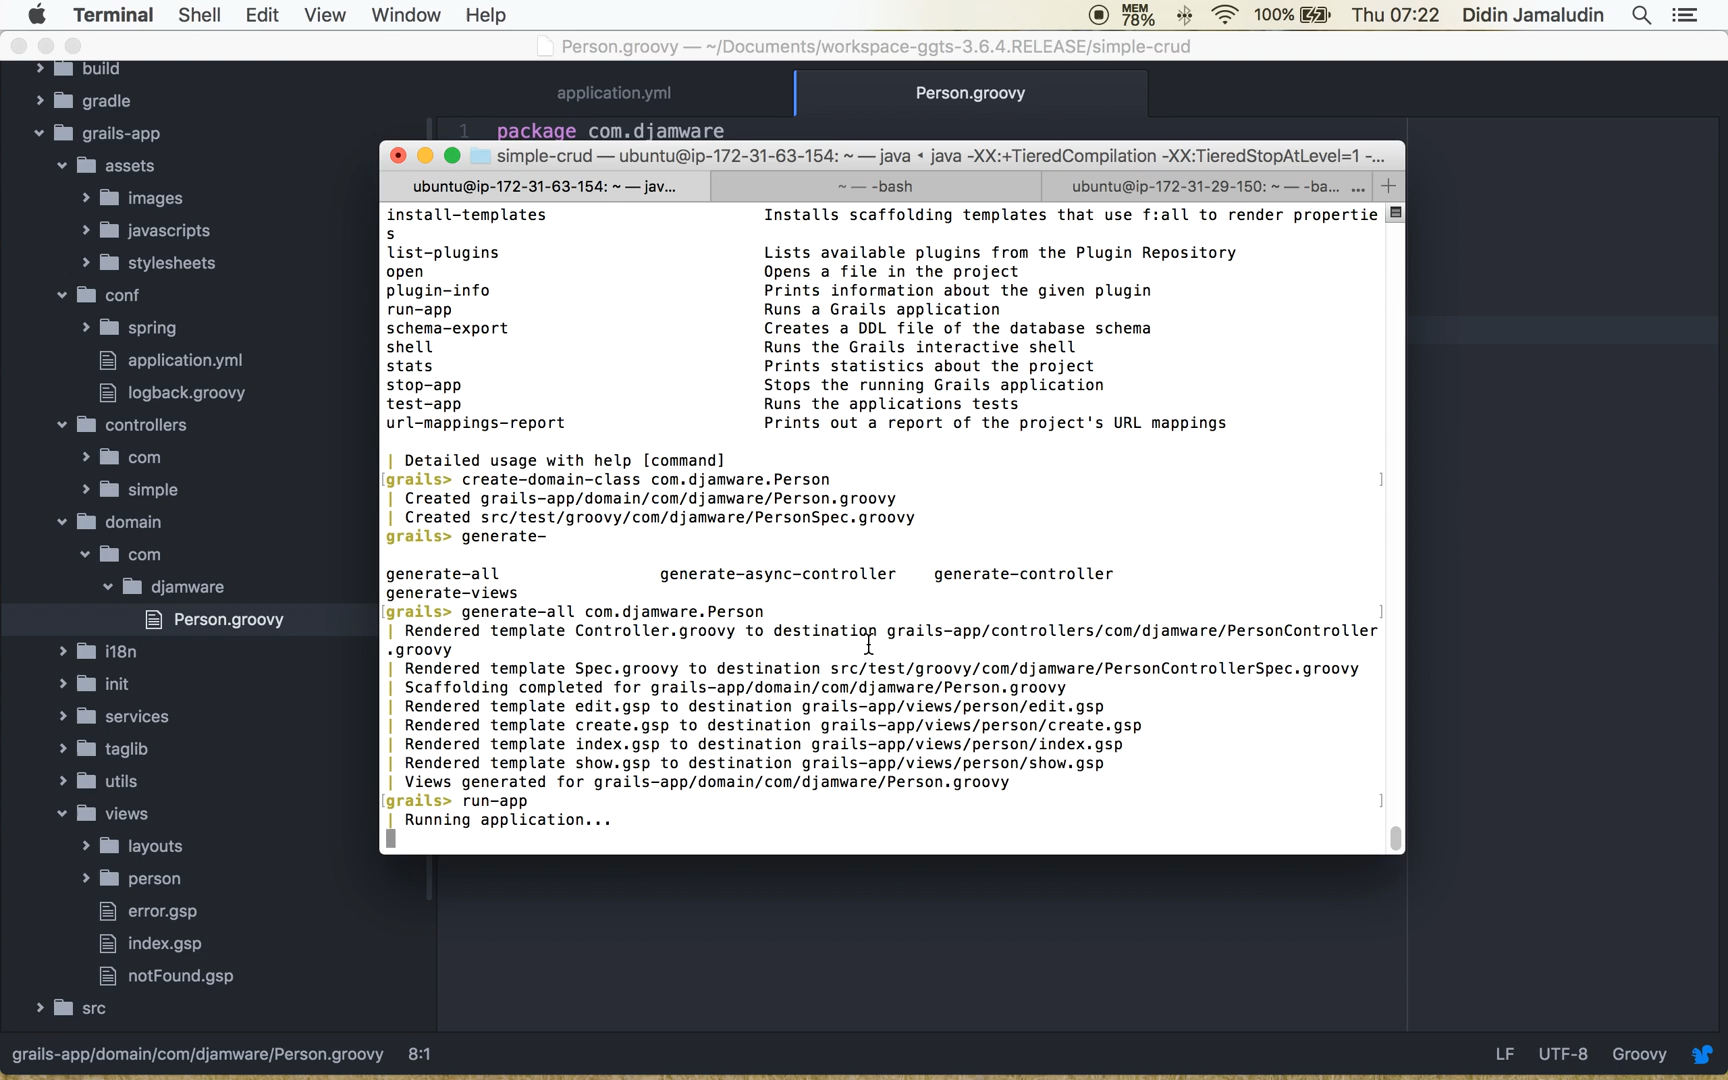 Terminal Shell Edit View Window Help MEM 78% 100% Thu 07:22 Didin Jamaludin
Person.groovy — ~/Documents/workspace-ggts-3.6.4.RELEASE/simple-crud
build
gradle
grails-app
assets
images
javascripts
stylesheets
conf
spring
application.yml
logback.groovy
controllers
com
simple
domain
com
djamware
Person.groovy
i18n
init
services
taglib
utils
views
layouts
person
error.gsp
index.gsp
notFound.gsp
src
application.yml Person.groovy
1 package com.djamware
simple-crud — ubuntu@ip-172-31-63-154: ~ — java ◂ java -XX:+TieredCompilation -XX:TieredStopAtLevel=1 -...
ubuntu@ip-172-31-63-154: ~ — jav... ~ — -bash ubuntu@ip-172-31-29-150: ~ — -ba... ... +
install-templates Installs scaffolding templates that use f:all to render propertie
s
list-plugins Lists available plugins from the Plugin Repository
open Opens a file in the project
plugin-info Prints information about the given plugin
run-app Runs a Grails application
schema-export Creates a DDL file of the database schema
shell Runs the Grails interactive shell
stats Prints statistics about the project
stop-app Stops the running Grails application
test-app Runs the applications tests
url-mappings-report Prints out a report of the project's URL mappings
| Detailed usage with help [command]
[grails> create-domain-class com.djamware.Person ]
| Created grails-app/domain/com/djamware/Person.groovy
| Created src/test/groovy/com/djamware/PersonSpec.groovy
grails> generate-
generate-all generate-async-controller generate-controller
generate-views
[grails> generate-all com.djamware.Person ]
| Rendered template Controller.groovy to destination grails-app/controllers/com/djamware/PersonController
.groovy
| Rendered template Spec.groovy to destination src/test/groovy/com/djamware/PersonControllerSpec.groovy
| Scaffolding completed for grails-app/domain/com/djamware/Person.groovy
| Rendered template edit.gsp to destination grails-app/views/person/edit.gsp
| Rendered template create.gsp to destination grails-app/views/person/create.gsp
| Rendered template index.gsp to destination grails-app/views/person/index.gsp
| Rendered template show.gsp to destination grails-app/views/person/show.gsp
| Views generated for grails-app/domain/com/djamware/Person.groovy
[grails> run-app ]
| Running application...
grails-app/domain/com/djamware/Person.groovy 8:1 LF UTF-8 Groovy